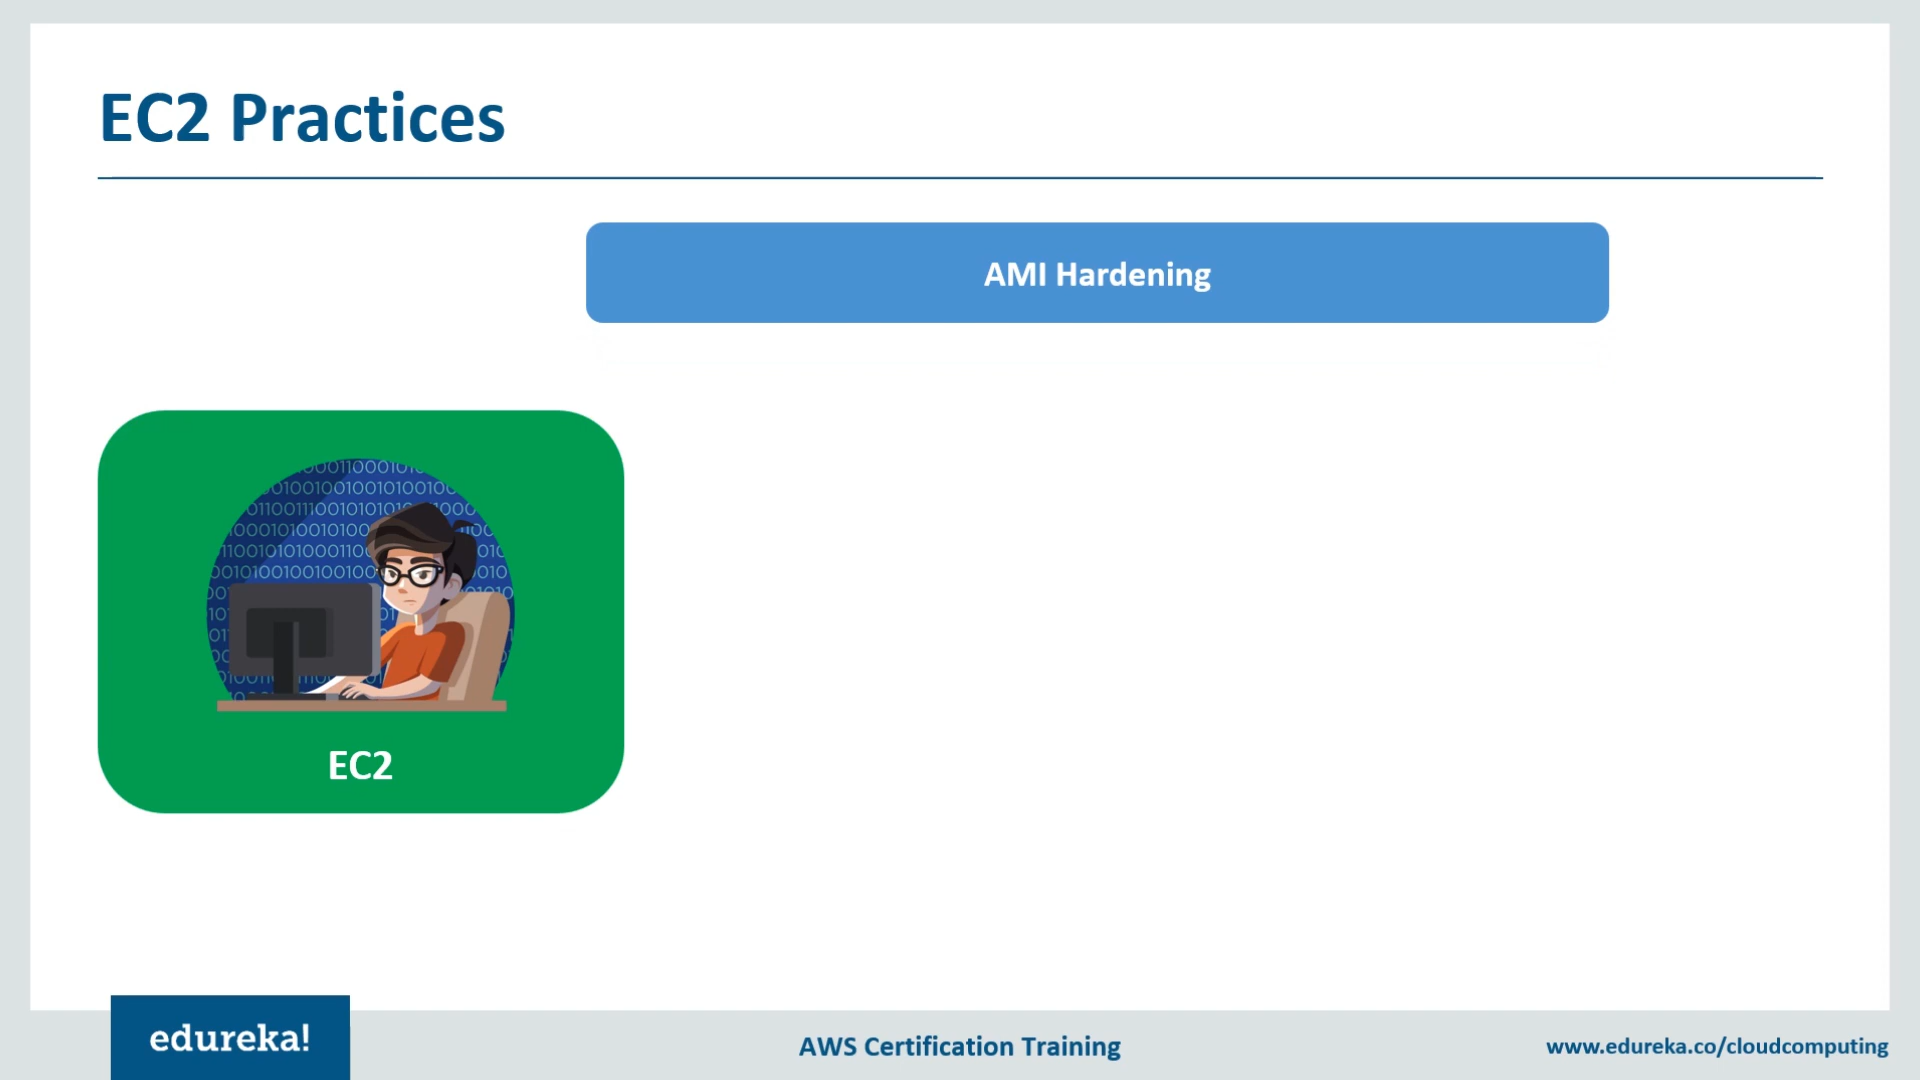 EC2 Practices
AMI Hardening
EC2
edureka!
AWS Certification Training
www.edureka.co/cloudcomputing